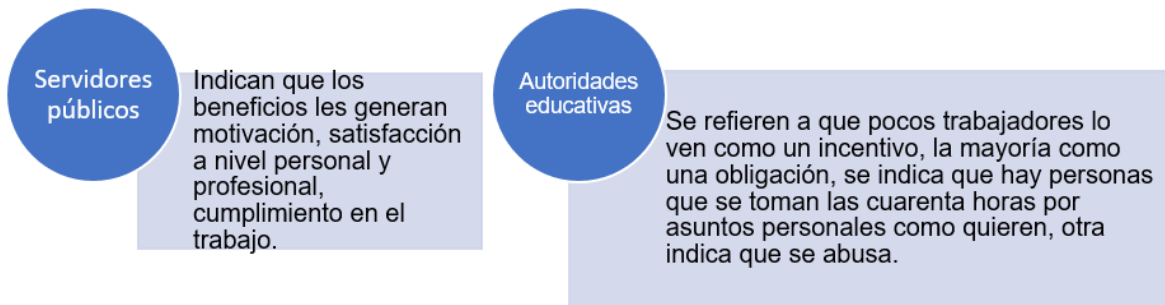 Servidores
públicos
Indican que los
beneficios les generan
motivación, satisfacción
a nivel personal y
profesional,
cumplimiento en el
trabajo.
Autoridades
educativas
Se refieren a que pocos trabajadores lo
ven como un incentivo, la mayoría como
una obligación, se indica que hay personas
que se toman las cuarenta horas por
asuntos personales como quieren, otra
indica que se abusa.